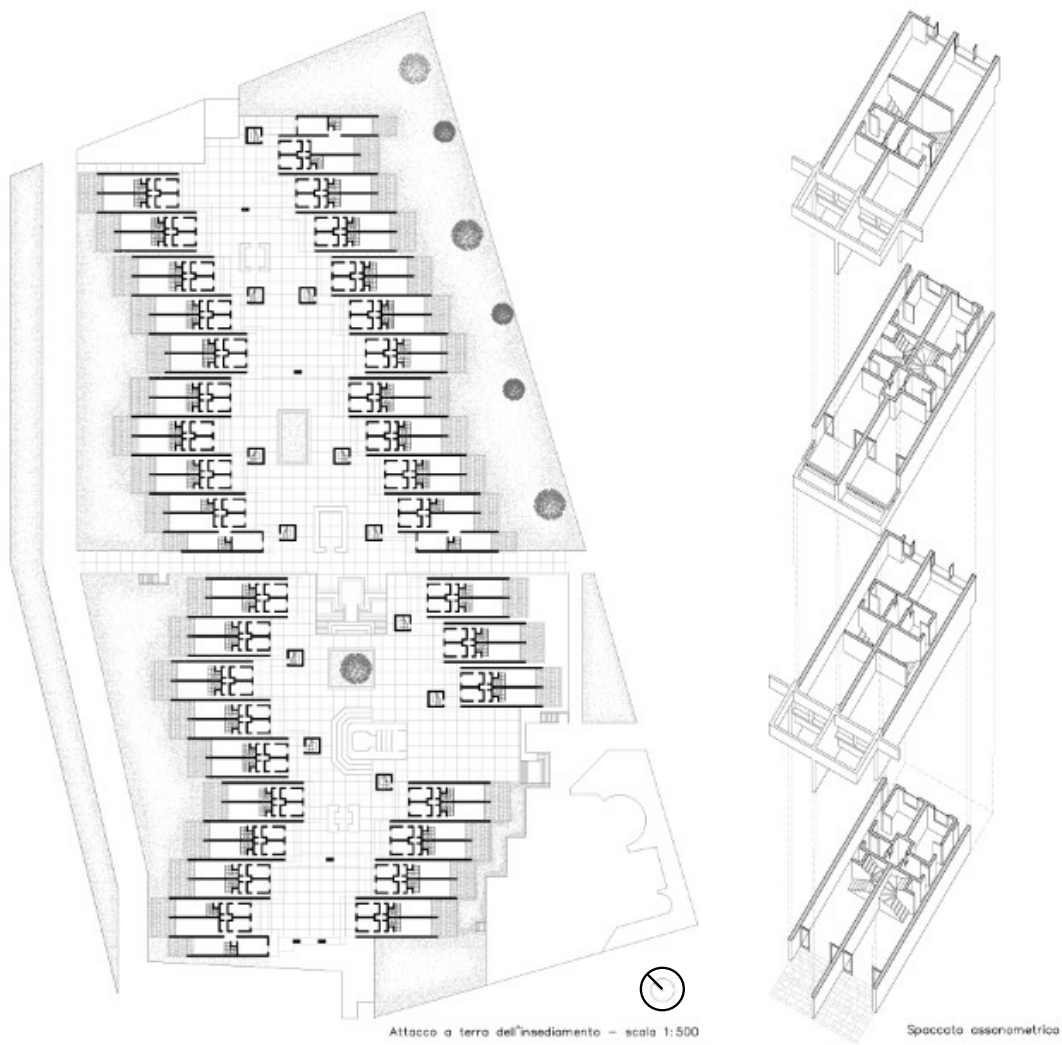 Attacco a terra dell'insediamento – scala 1:500
Spaccato assonometrico